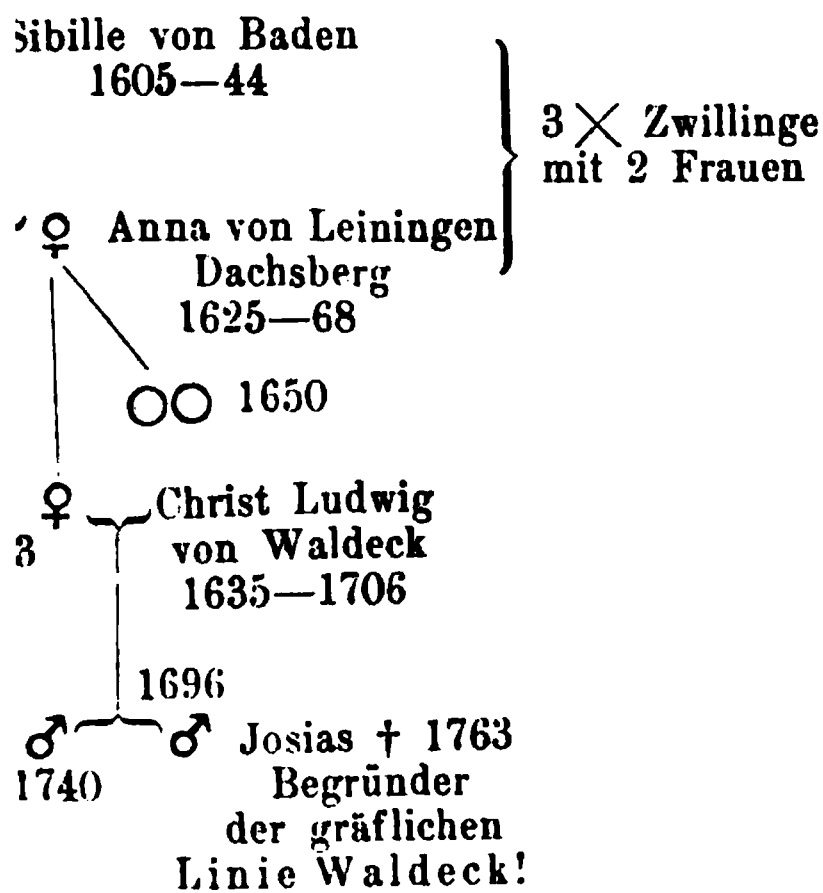 Sibille von Baden
1605—44
3 × Zwillinge
mit 2 Frauen
♀ Anna von Leiningen
Dachsberg
1625—68
1650
♀ Christ Ludwig
3 von Waldeck
1635—1706
1696
♂ ♂ Josias † 1763
1740 Begründer
der gräflichen
Linie Waldeck!